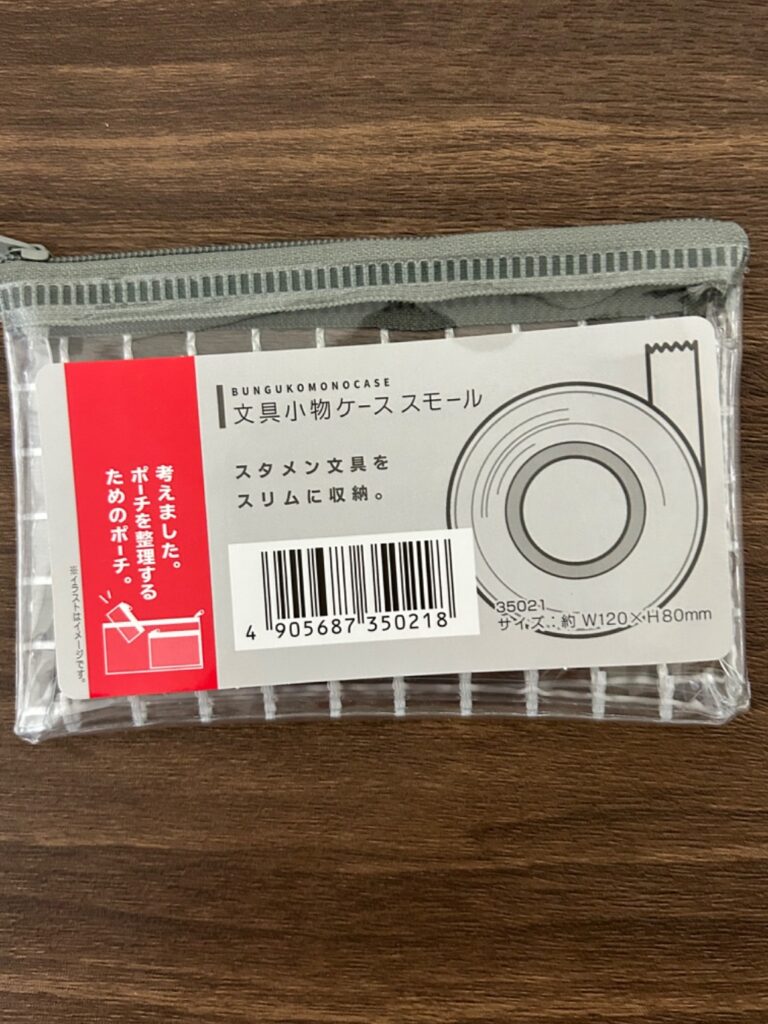 BUNGUKOMONOCASE
文具小物ケース スモール
スタメン文具を
スリムに収納。
考えました。
ポーチを整理する
ためのポーチ。
※イラストはイメージです。
4 905687 350218
35021
サイズ:約 W120×H80mm